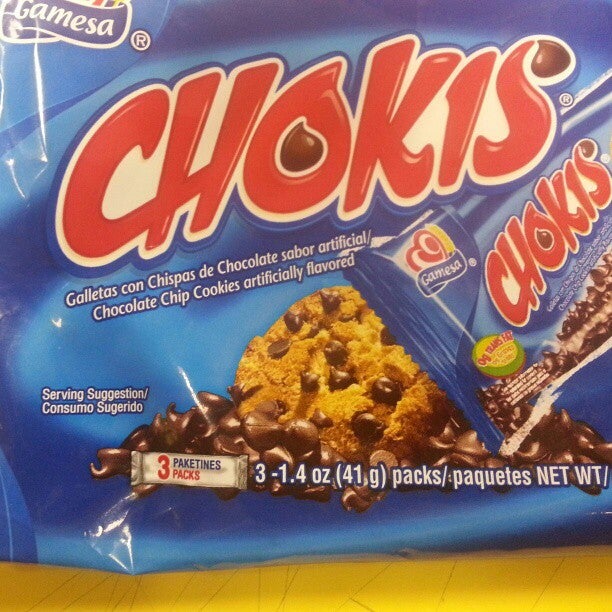 Gamesa®
CHOKIS®
Galletas con Chispas de Chocolate sabor artificial/
Chocolate Chip Cookies artificially flavored
Gamesa®
CHOKIS®
Serving Suggestion/
Consumo Sugerido
3 PAKETINES
PACKS
3 -1.4 oz (41 g) packs/ paquetes NET WT/